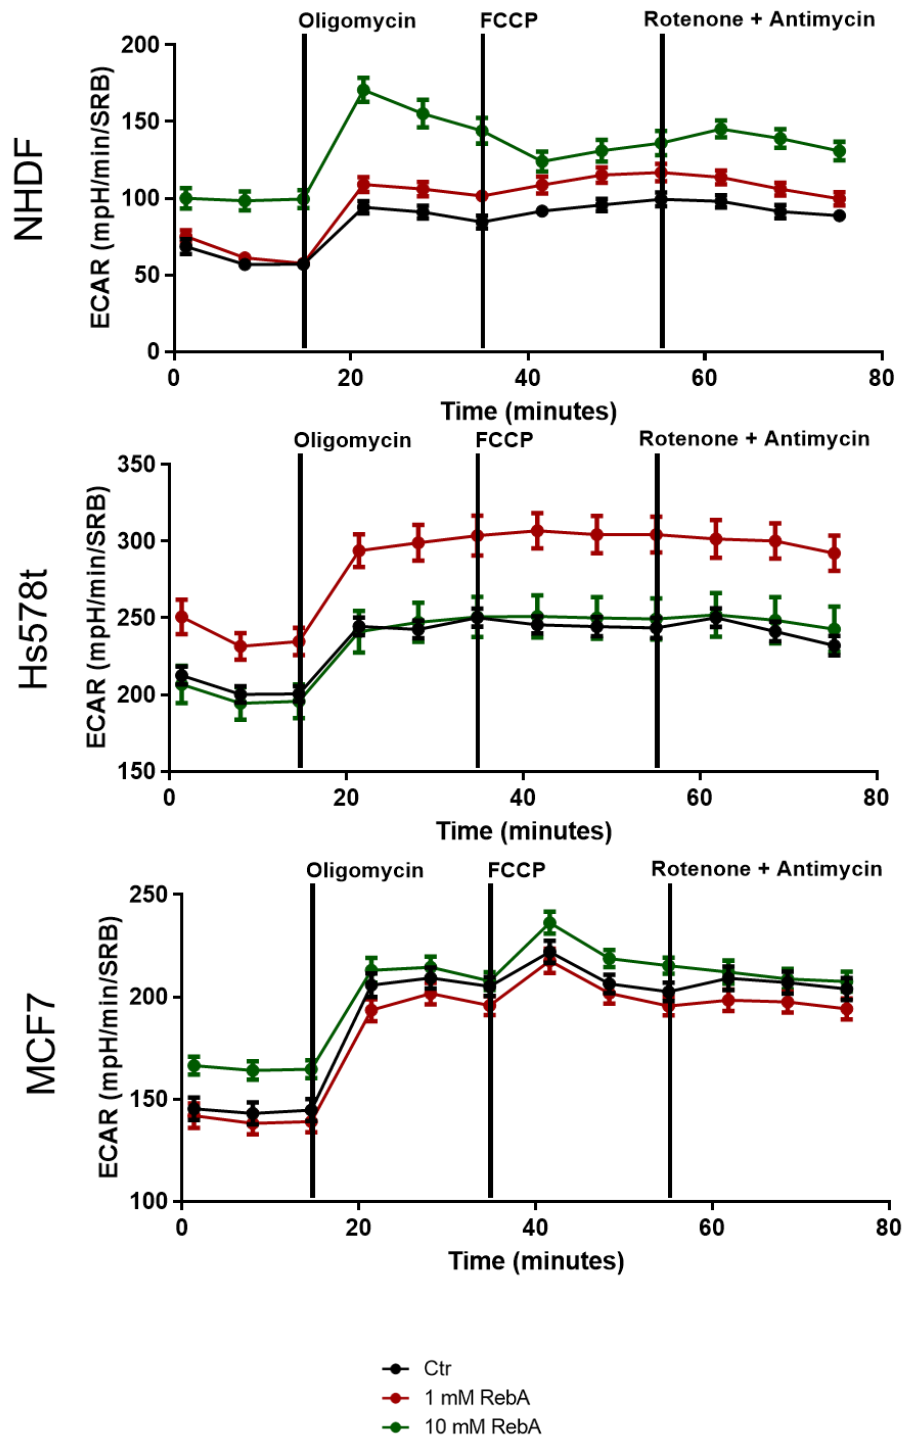 NHDF
Oligomycin FCCP Rotenone + Antimycin
ECAR (mpH/min/SRB)
200
150
100
50
0
0 20 40 60 80
Time (minutes)
Hs578t
Oligomycin FCCP Rotenone + Antimycin
ECAR (mpH/min/SRB)
350
300
250
200
150
0 20 40 60 80
Time (minutes)
MCF7
Oligomycin FCCP Rotenone + Antimycin
ECAR (mpH/min/SRB)
250
200
150
100
0 20 40 60 80
Time (minutes)
Ctr
1 mM RebA
10 mM RebA